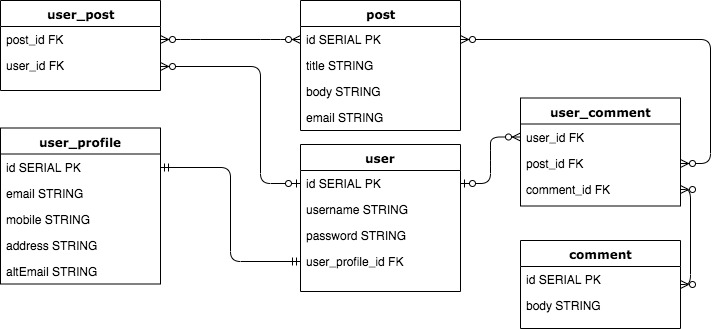 user_post
post_id FK
user_id FK
post
id SERIAL PK
title STRING
body STRING
email STRING
user_profile
id SERIAL PK
email STRING
mobile STRING
address STRING
altEmail STRING
user
id SERIAL PK
username STRING
password STRING
user_profile_id FK
user_comment
user_id FK
post_id FK
comment_id FK
comment
id SERIAL PK
body STRING